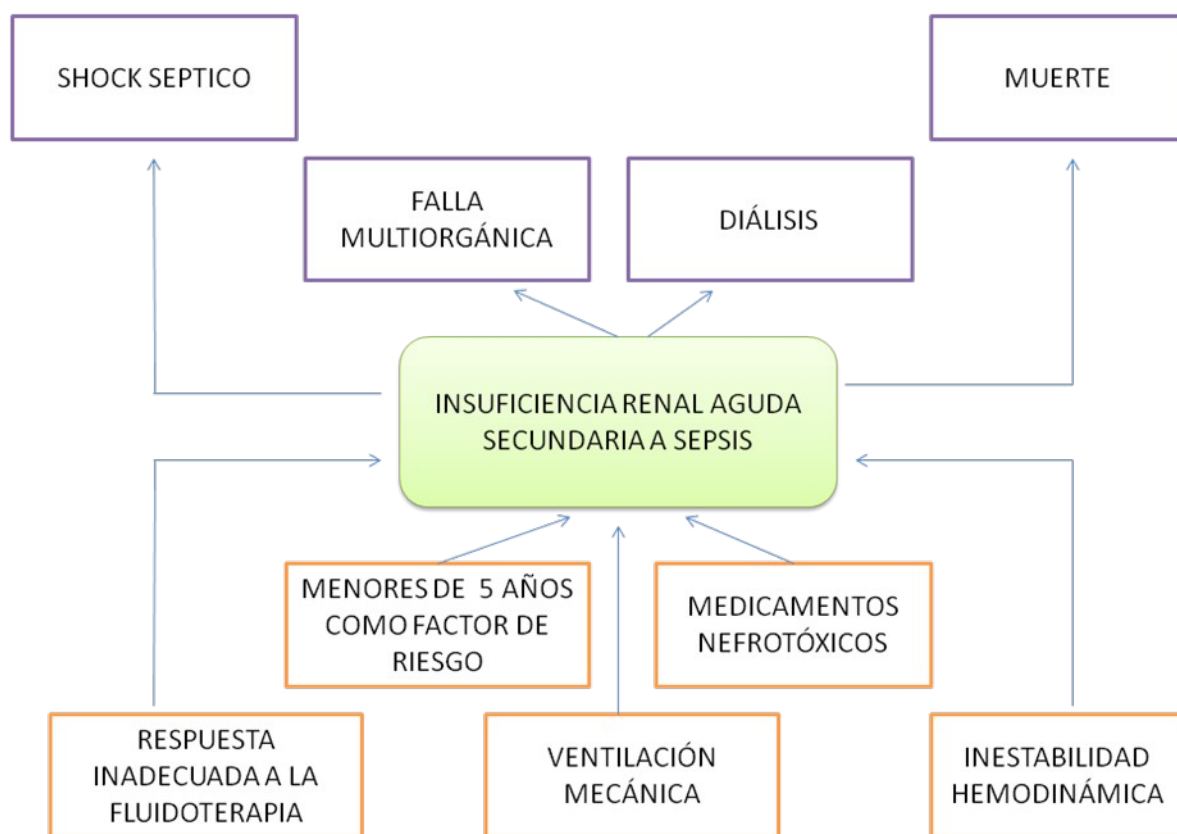 SHOCK SEPTICO
MUERTE
FALLA
MULTIORGÁNICA
DIÁLISIS
INSUFICIENCIA RENAL AGUDA
SECUNDARIA A SEPSIS
MENORES DE 5 AÑOS
COMO FACTOR DE
RIESGO
MEDICAMENTOS
NEFROTÓXICOS
RESPUESTA
INADECUADA A LA
FLUIDOTERAPIA
VENTILACIÓN
MECÁNICA
INESTABILIDAD
HEMODINÁMICA